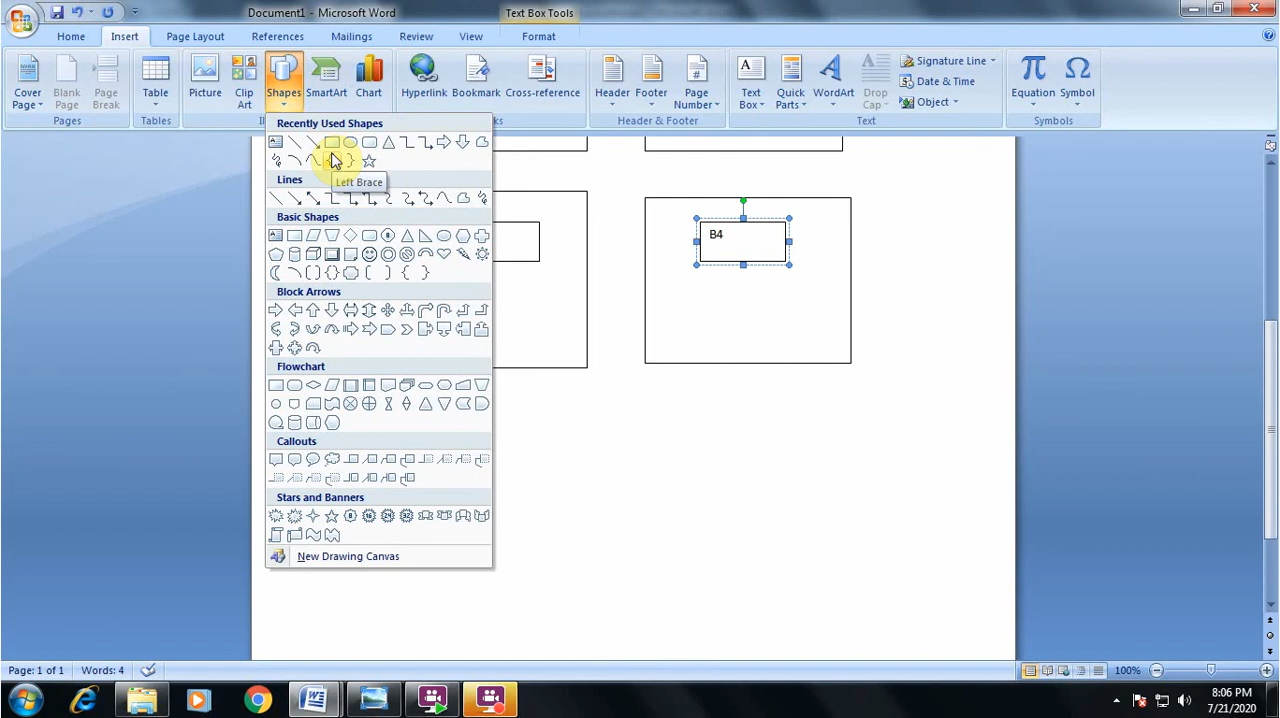 Document1 - Microsoft Word
Text Box Tools
Home Insert Page Layout References Mailings Review View Format
Cover Page
Blank Page
Page Break
Table
Picture
Clip Art
Shapes
SmartArt
Chart
Hyperlink
Bookmark
Cross-reference
Header
Footer
Page Number
Text Box
Quick Parts
WordArt
Drop Cap
Signature Line
Date & Time
Object
Equation
Symbol
Pages
Tables
Header & Footer
Text
Symbols
Recently Used Shapes
Left Brace
Lines
Basic Shapes
Block Arrows
Flowchart
Callouts
Stars and Banners
New Drawing Canvas
B4
Page: 1 of 1
Words: 4
100%
8:06 PM
7/21/2020